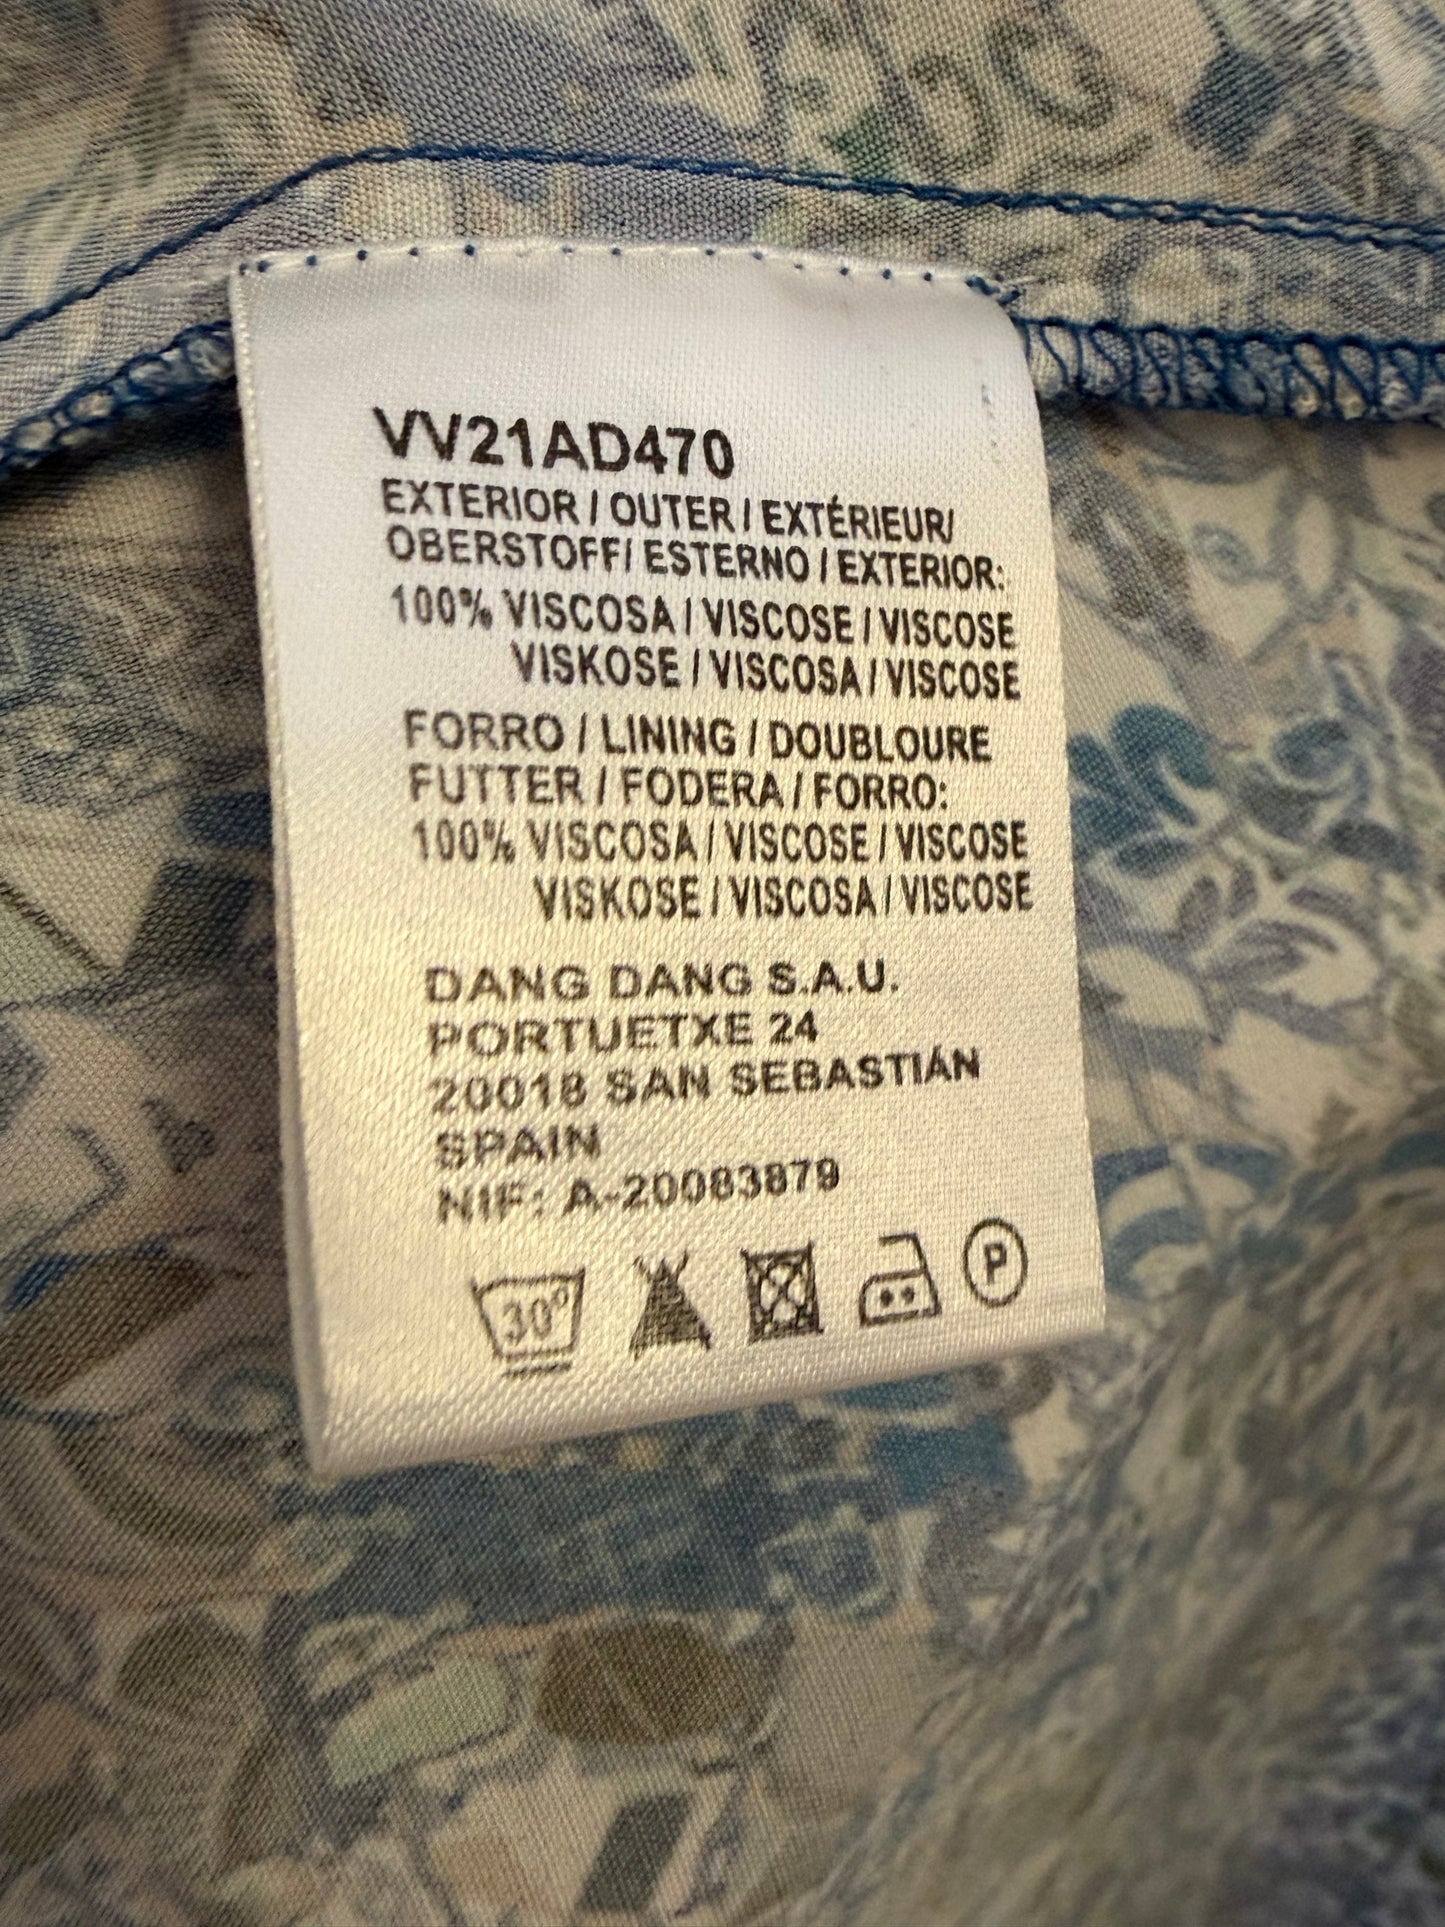 VV21AD470
EXTERIOR / OUTER / EXTÉRIEUR/
OBERSTOFF/ ESTERNO / EXTERIOR:
100% VISCOSA / VISCOSE / VISCOSE
VISKOSE / VISCOSA / VISCOSE
FORRO / LINING / DOUBLOURE
FUTTER / FODERA / FORRO:
100% VISCOSA / VISCOSE / VISCOSE
VISKOSE / VISCOSA / VISCOSE
DANG DANG S.A.U.
PORTUETXE 24
20018 SAN SEBASTIÁN
SPAIN
NIF: A-20083879
30º P